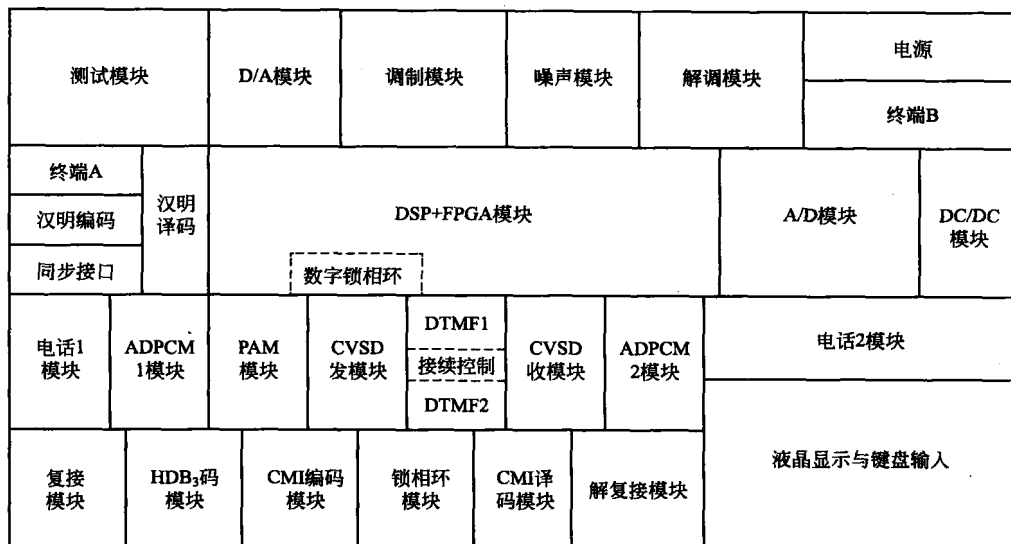 测试模块
D/A模块
调制模块
噪声模块
解调模块
电源
终端B
终端A
汉明编码
同步接口
汉明
译码
DSP+FPGA模块
数字锁相环
A/D模块
DC/DC
模块
电话1
模块
ADPCM
1模块
PAM
模块
CVSD
发模块
DTMF1
接续控制
DTMF2
CVSD
收模块
ADPCM
2模块
电话2模块
复接
模块
HDB₃码
模块
CMI编码
模块
锁相环
模块
CMI译
码模块
解复接模块
液晶显示与键盘输入